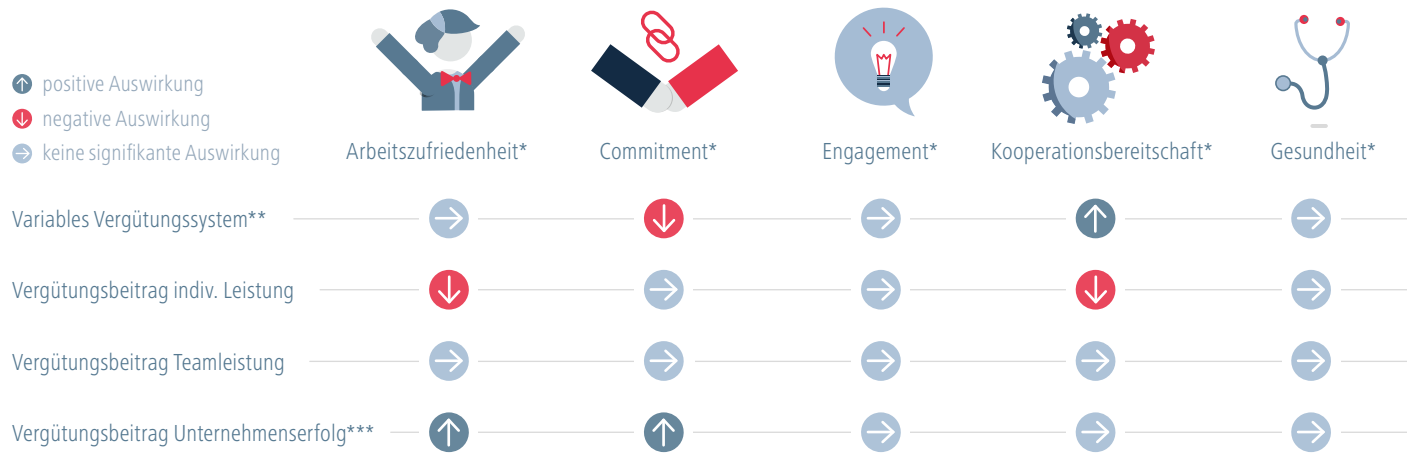 positive Auswirkung
negative Auswirkung
keine signifikante Auswirkung
Arbeitszufriedenheit* Commitment* Engagement* Kooperationsbereitschaft* Gesundheit*
Variables Vergütungssystem**
Vergütungsbeitrag indiv. Leistung
Vergütungsbeitrag Teamleistung
Vergütungsbeitrag Unternehmenserfolg***